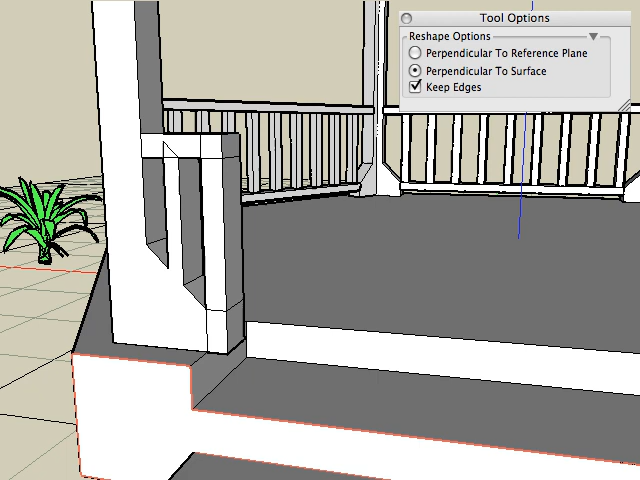 Tool Options
Reshape Options
Perpendicular To Reference Plane
Perpendicular To Surface
Keep Edges